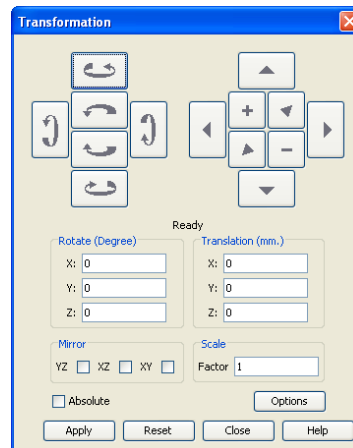 Transformation
Ready
Rotate (Degree) Translation (mm.)
X: 0 X: 0
Y: 0 Y: 0
Z: 0 Z: 0
Mirror Scale
YZ XZ XY Factor 1
Absolute Options
Apply Reset Close Help